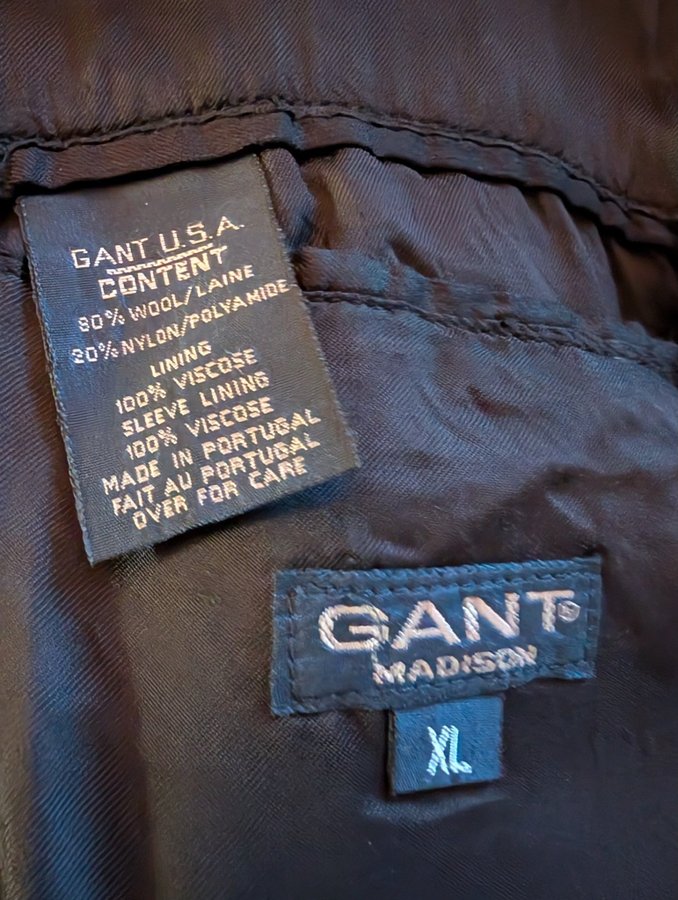 GANT U.S.A.
CONTENT
80% WOOL/LAINE
20% NYLON/POLYAMIDE
LINING
100% VISCOSE
SLEEVE LINING
100% VISCOSE
MADE IN PORTUGAL
FAIT AU PORTUGAL
OVER FOR CARE
GANT®
MADISON
XL